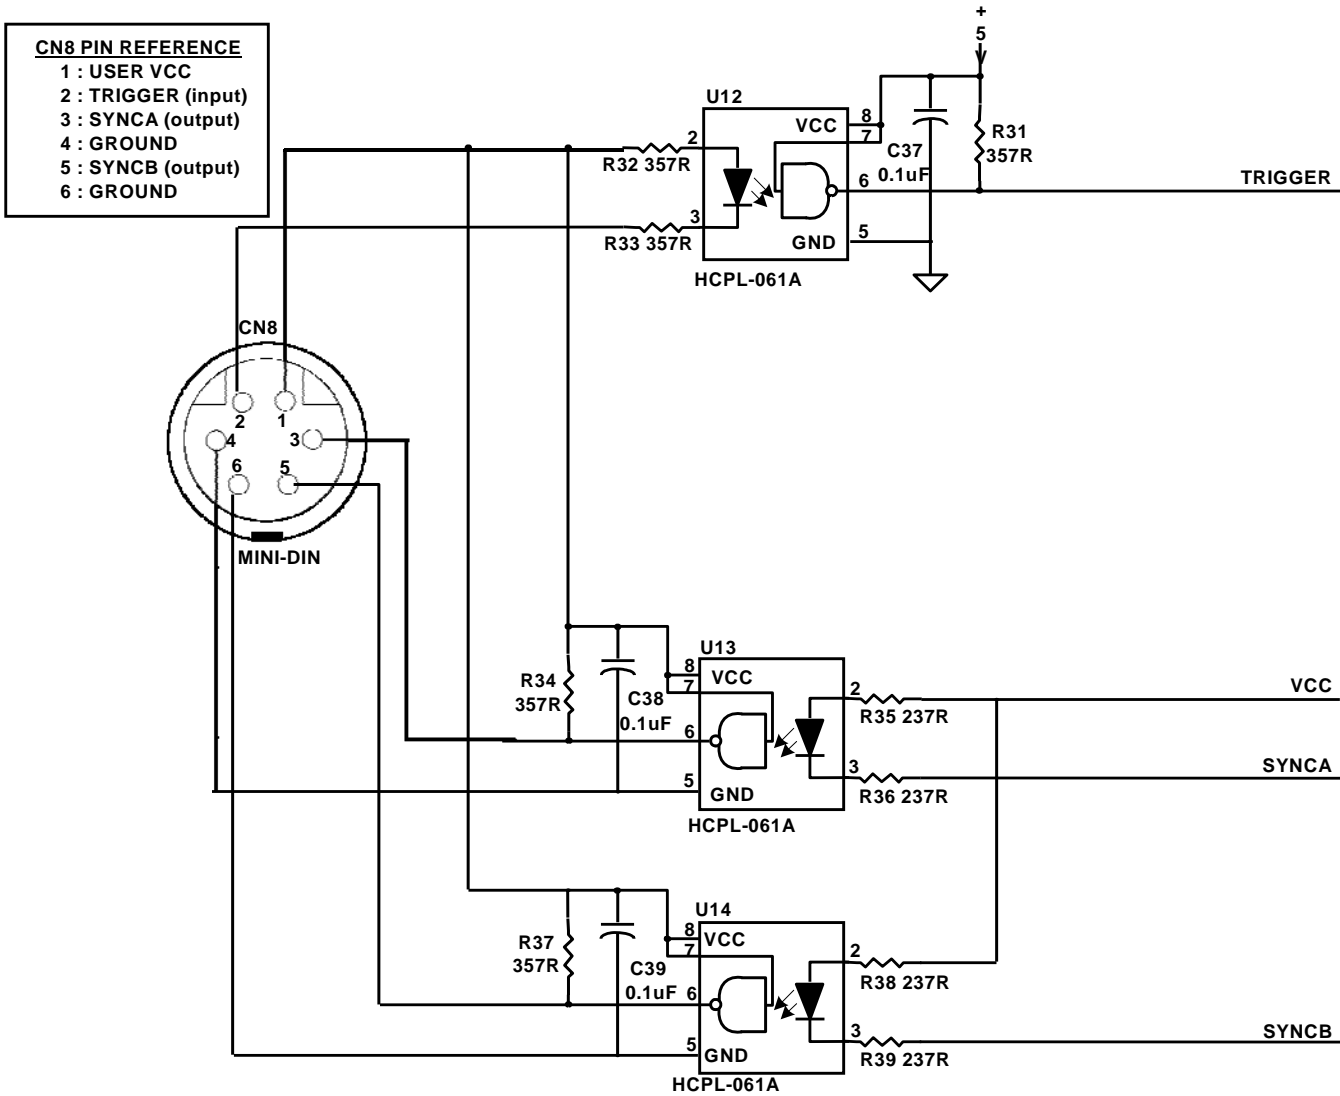 CN8 PIN REFERENCE
1 : USER VCC
2 : TRIGGER (input)
3 : SYNCA (output)
4 : GROUND
5 : SYNCB (output)
6 : GROUND
+
5
U12
VCC
8
7
2
R32 357R
C37
0.1uF
R31
357R
6
TRIGGER
3
R33 357R
GND
5
HCPL-061A
CN8
2
1
4
3
6
5
MINI-DIN
U13
8
7
VCC
R34
357R
C38
0.1uF
2
R35 237R
VCC
6
3
R36 237R
SYNCA
5
GND
HCPL-061A
U14
8
7
VCC
R37
357R
C39
0.1uF
2
R38 237R
6
3
R39 237R
SYNCB
5
GND
HCPL-061A